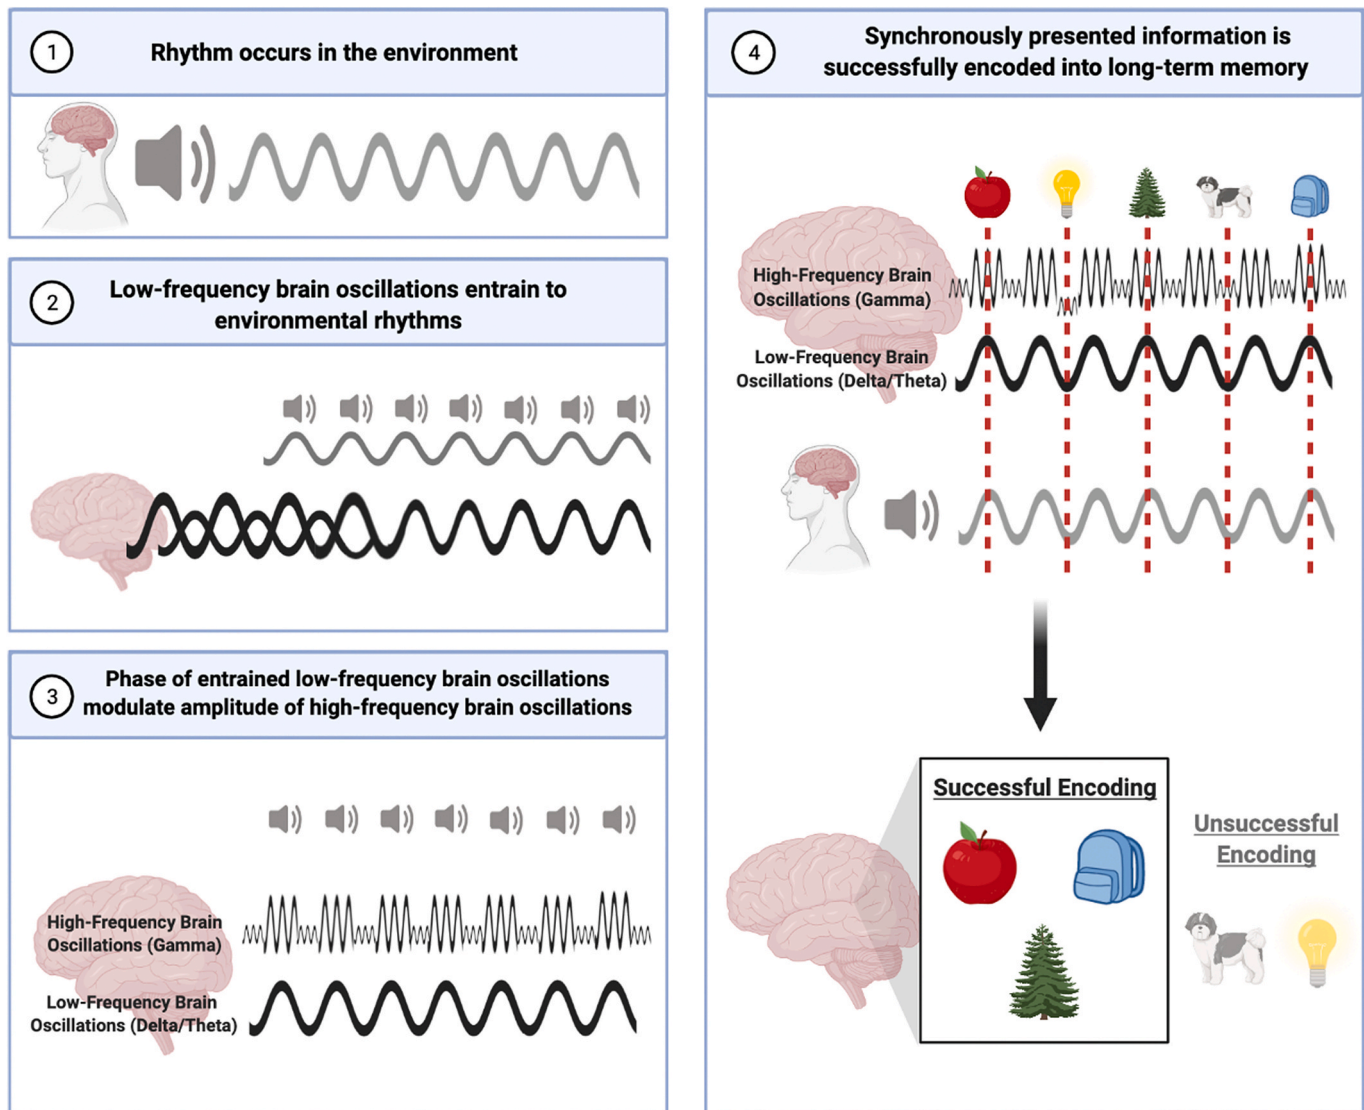 1
Rhythm occurs in the environment
2
Low-frequency brain oscillations entrain to
environmental rhythms
3
Phase of entrained low-frequency brain oscillations
modulate amplitude of high-frequency brain oscillations
High-Frequency Brain
Oscillations (Gamma)
Low-Frequency Brain
Oscillations (Delta/Theta)
4
Synchronously presented information is
successfully encoded into long-term memory
High-Frequency Brain
Oscillations (Gamma)
Low-Frequency Brain
Oscillations (Delta/Theta)
Successful Encoding
Unsuccessful
Encoding